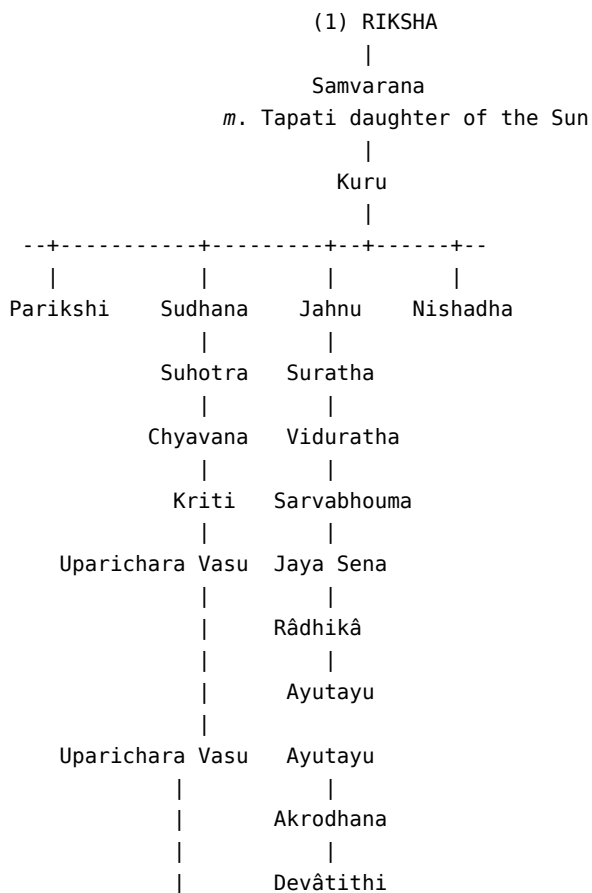 (1) RIKSHA
|
Samvarana
m. Tapati daughter of the Sun
|
Kuru
|
--+-----------+---------+--+------+--
| | | |
Parikshi Sudhana Jahnu Nishadha
| |
Suhotra Suratha
| |
Chyavana Viduratha
| |
Kriti Sarvabhouma
| |
Uparichara Vasu Jaya Sena
| |
| Râdhikâ
| |
| Ayutayu
|
Uparichara Vasu Ayutayu
| |
| Akrodhana
| |
| Devâtithi